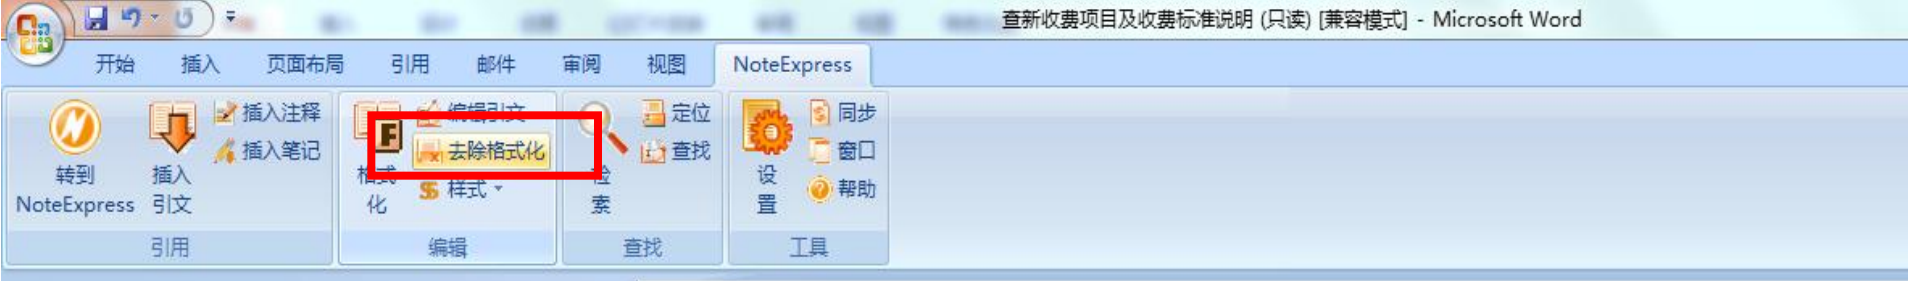 查新收费项目及收费标准说明 (只读) [兼容模式] - Microsoft Word
开始 插入 页面布局 引用 邮件 审阅 视图 NoteExpress
转到
NoteExpress
插入
引文
插入注释
插入笔记
引用
格式
化
编辑引文
去除格式化
样式
编辑
检
索
定位
查找
查找
设
置
同步
窗口
帮助
工具